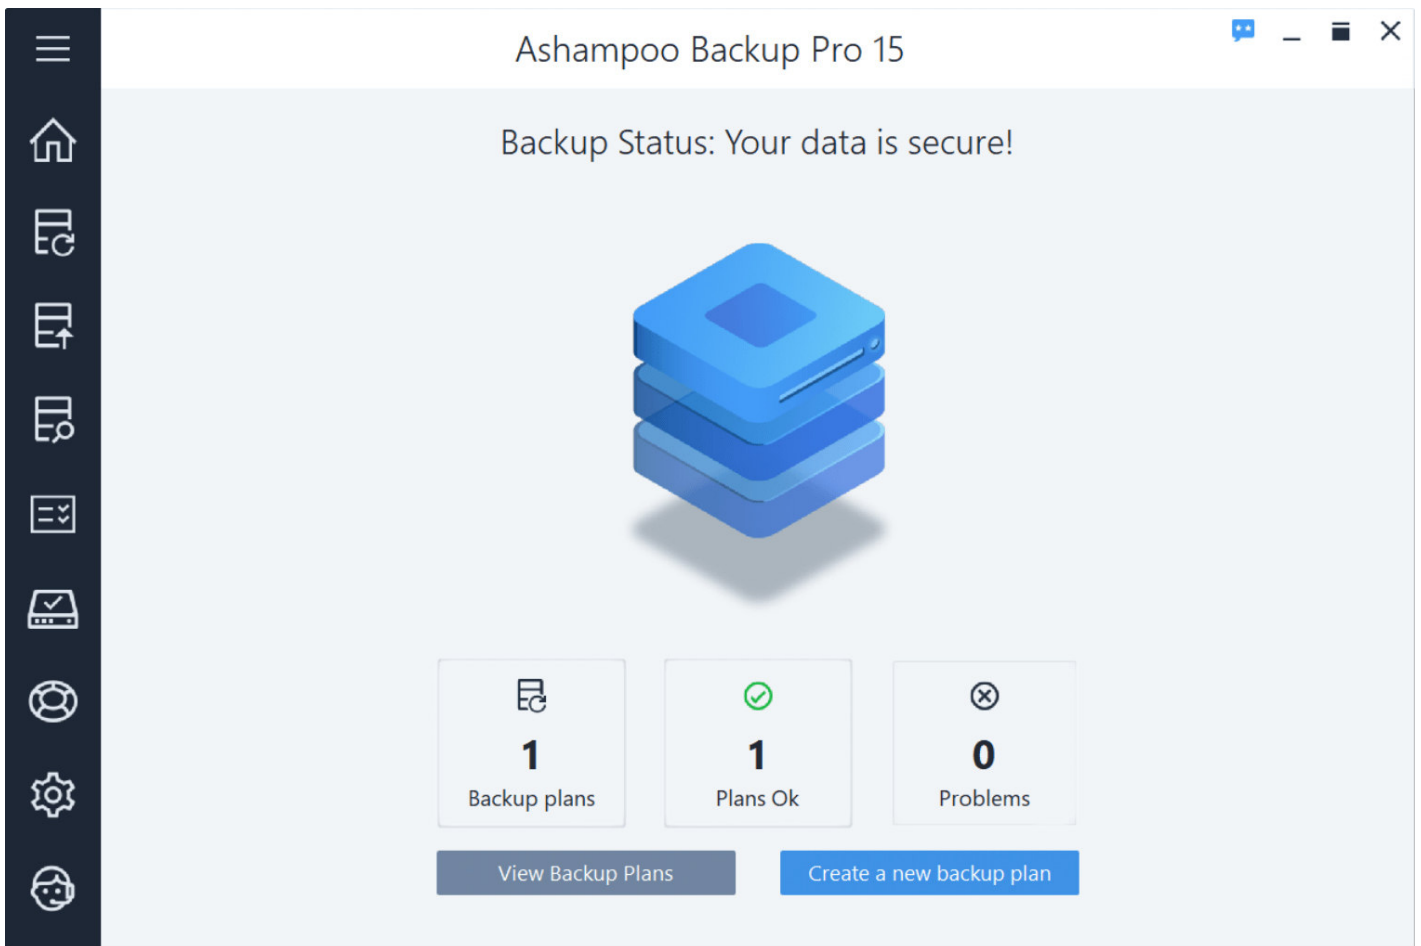 Ashampoo Backup Pro 15
Backup Status: Your data is secure!
1
Backup plans
1
Plans Ok
0
Problems
View Backup Plans
Create a new backup plan